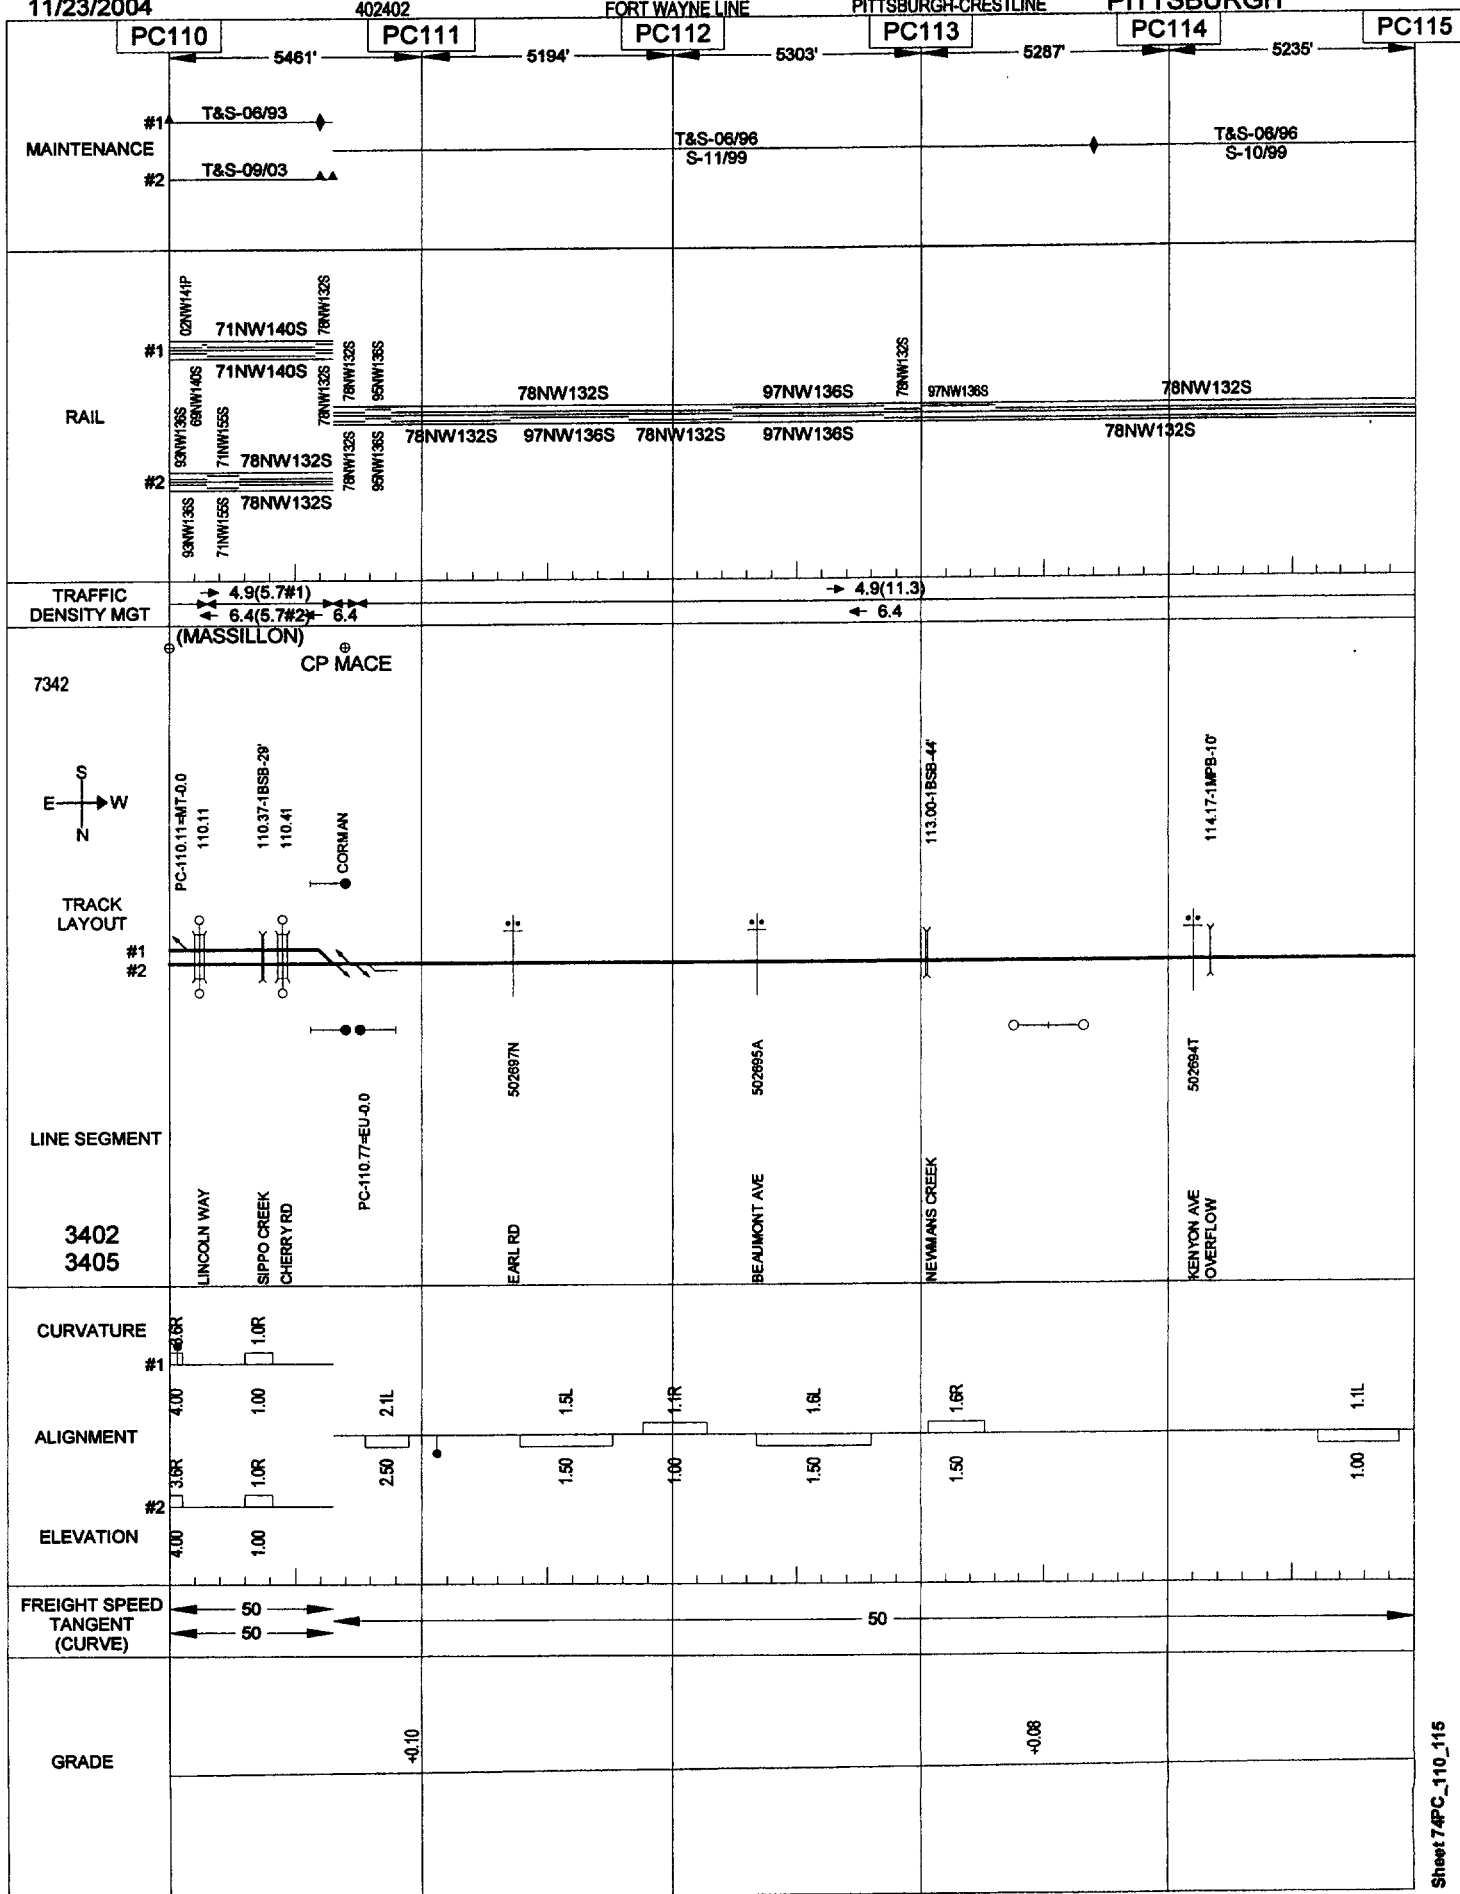 11/23/2004 402402 FORT WAYNE LINE PITTSBURGH-CRESTLINE PITTSBURGH
PC110 PC111 PC112 PC113 PC114 PC115
5461' 5194' 5303' 5287' 5235'
MAINTENANCE
#1 T&S-06/93
#2 T&S-09/03
T&S-06/96
S-11/99
T&S-06/96
S-10/99
RAIL
02NW141P
71NW140S
78NW132S
#1
71NW140S
69NW140S
78NW132S
78NW132S
95NW136S
78NW132S
97NW136S
78NW132S
97NW136S
78NW132S
78NW132S
97NW136S
78NW132S
97NW136S
78NW132S
93NW136S
71NW155S
78NW132S
78NW132S
95NW136S
#2
78NW132S
93NW136S
71NW155S
TRAFFIC
DENSITY MGT
4.9(5.7#1)
6.4(5.7#2)
6.4
4.9(11.3)
6.4
(MASSILLON)
CP MACE
7342
S
E W
N
PC-110.11=MT-0.0
110.11
110.37-1BSB-29'
110.41
CORMAN
113.00-1BSB-44'
114.17-1MPB-10'
TRACK
LAYOUT
#1
#2
PC-110.77=EU-0.0
502697N
502695A
502694T
LINE SEGMENT
3402
3405
LINCOLN WAY
SIPPO CREEK
CHERRY RD
EARL RD
BEAUMONT AVE
NEWMANS CREEK
KENYON AVE
OVERFLOW
CURVATURE
#1
3.6R
1.0R
4.00
1.00
ALIGNMENT
2.1L
1.5L
1.1R
1.6L
1.6R
1.1L
2.50
1.50
1.00
1.50
1.50
1.00
#2
3.6R
1.0R
ELEVATION
4.00
1.00
FREIGHT SPEED
TANGENT
(CURVE)
50
50
50
GRADE
+0.10
+0.08
Sheet 74PC_110_115